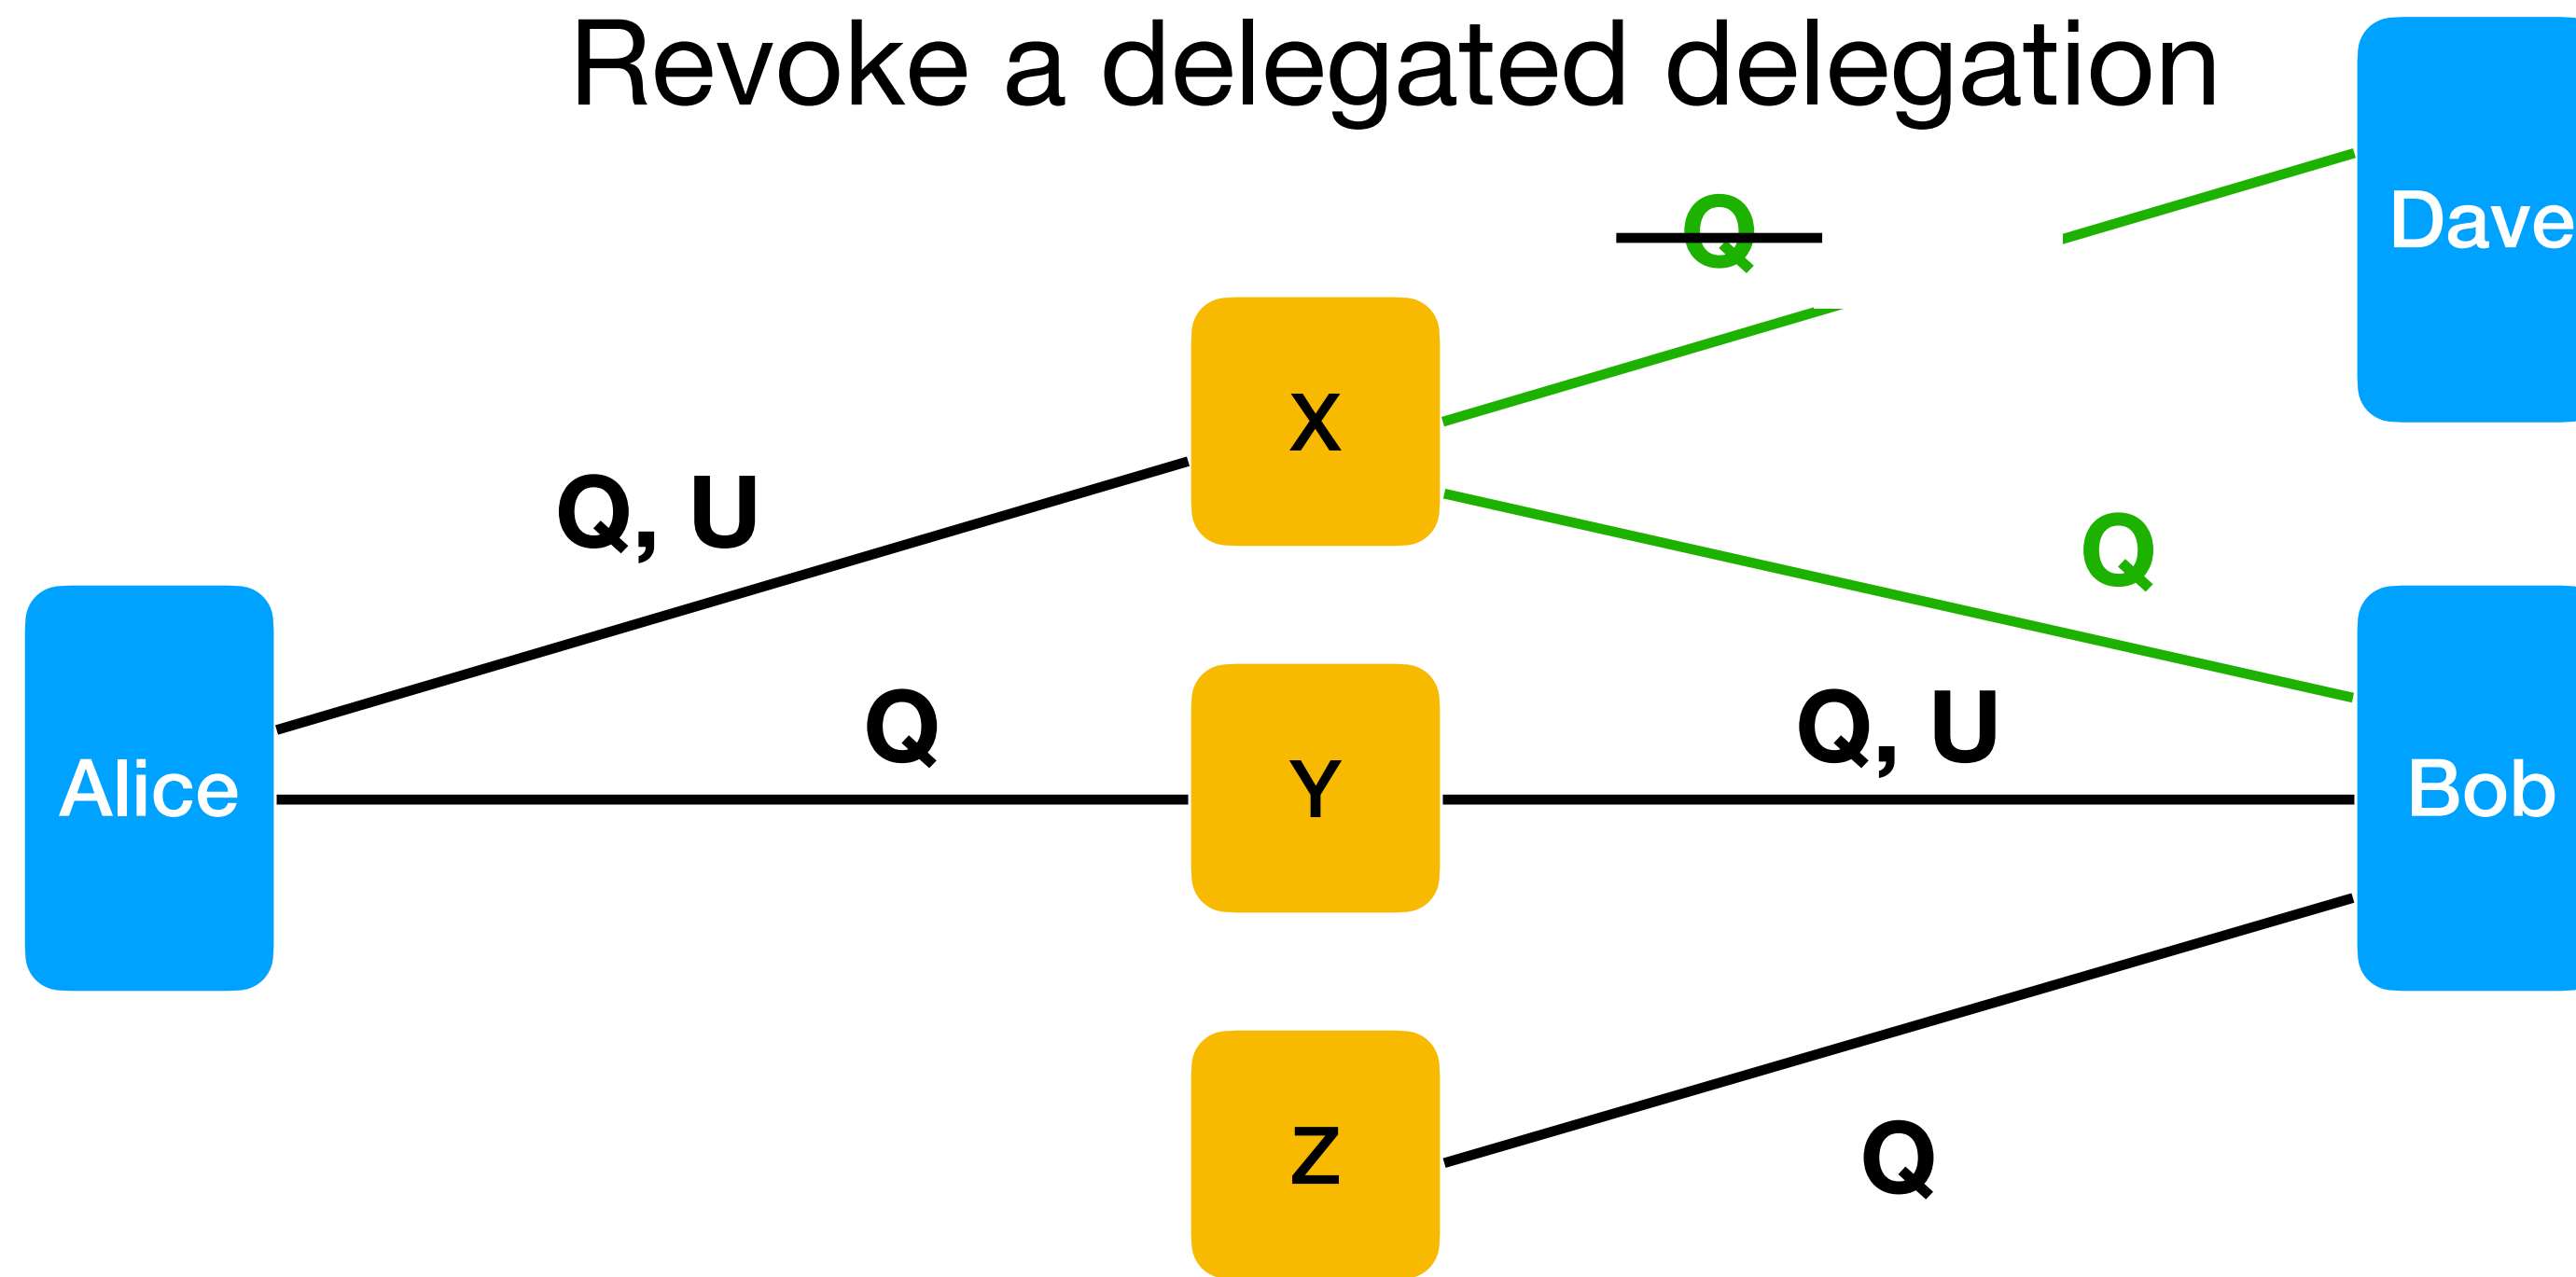 Revoke a delegated delegation
Dave
Q
X
Q, U
Q
Q
Q, U
Alice
Y
Bob
Z
Q